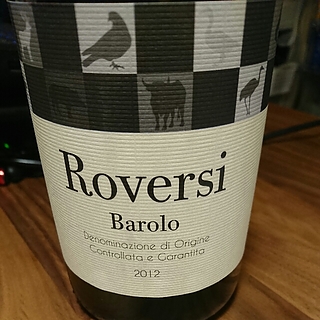 Roversi
Barolo
Denominazione di Origine
Controllata e Garantita
2012